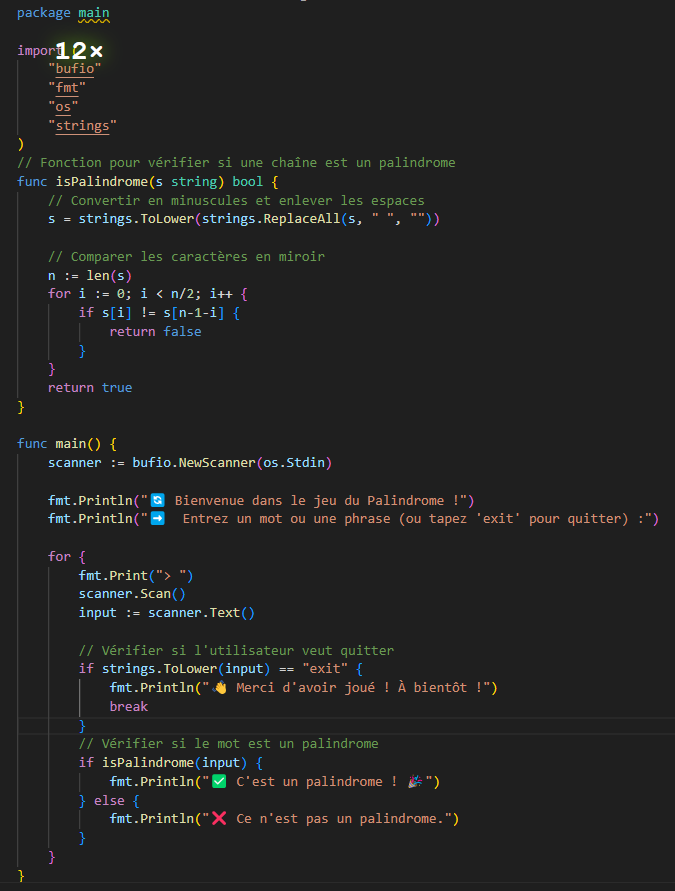 package main
import (
12×
"bufio"
"fmt"
"os"
"strings"
)
// Fonction pour vérifier si une chaîne est un palindrome
func isPalindrome(s string) bool {
// Convertir en minuscules et enlever les espaces
s = strings.ToLower(strings.ReplaceAll(s, " ", ""))
// Comparer les caractères en miroir
n := len(s)
for i := 0; i < n/2; i++ {
if s[i] != s[n-1-i] {
return false
}
}
return true
}
func main() {
scanner := bufio.NewScanner(os.Stdin)
fmt.Println("🔄 Bienvenue dans le jeu du Palindrome !")
fmt.Println("➡️  Entrez un mot ou une phrase (ou tapez 'exit' pour quitter) :")
for {
fmt.Print("> ")
scanner.Scan()
input := scanner.Text()
// Vérifier si l'utilisateur veut quitter
if strings.ToLower(input) == "exit" {
fmt.Println("👋 Merci d'avoir joué ! À bientôt !")
break
}
// Vérifier si le mot est un palindrome
if isPalindrome(input) {
fmt.Println("✅ C'est un palindrome ! 🎉")
} else {
fmt.Println("❌ Ce n'est pas un palindrome.")
}
}
}